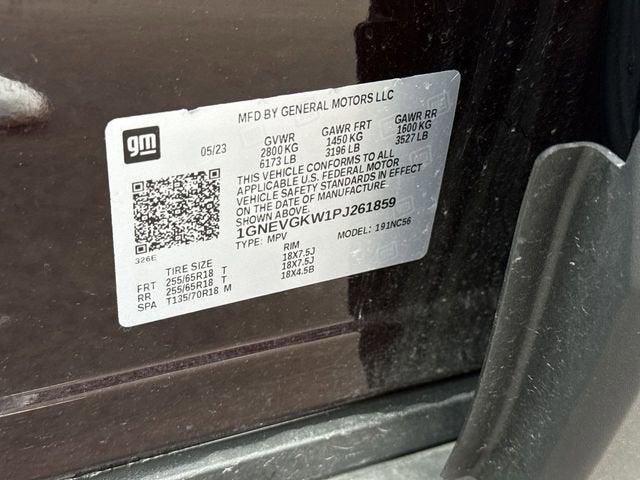 MFD BY GENERAL MOTORS LLC
gm
05/23
GVWR GAWR FRT GAWR RR
2800 KG 1450 KG 1600 KG
6173 LB 3196 LB 3527 LB
THIS VEHICLE CONFORMS TO ALL
APPLICABLE U.S. FEDERAL MOTOR
VEHICLE SAFETY STANDARDS IN EFFECT
ON THE DATE OF MANUFACTURE
SHOWN ABOVE.
1GNEVGKW1PJ261859
TYPE: MPV MODEL: 191NC56
326E
TIRE SIZE RIM
FRT 255/65R18 T 18X7.5J
RR 255/65R18 T 18X7.5J
SPA T135/70R18 M 18X4.5B